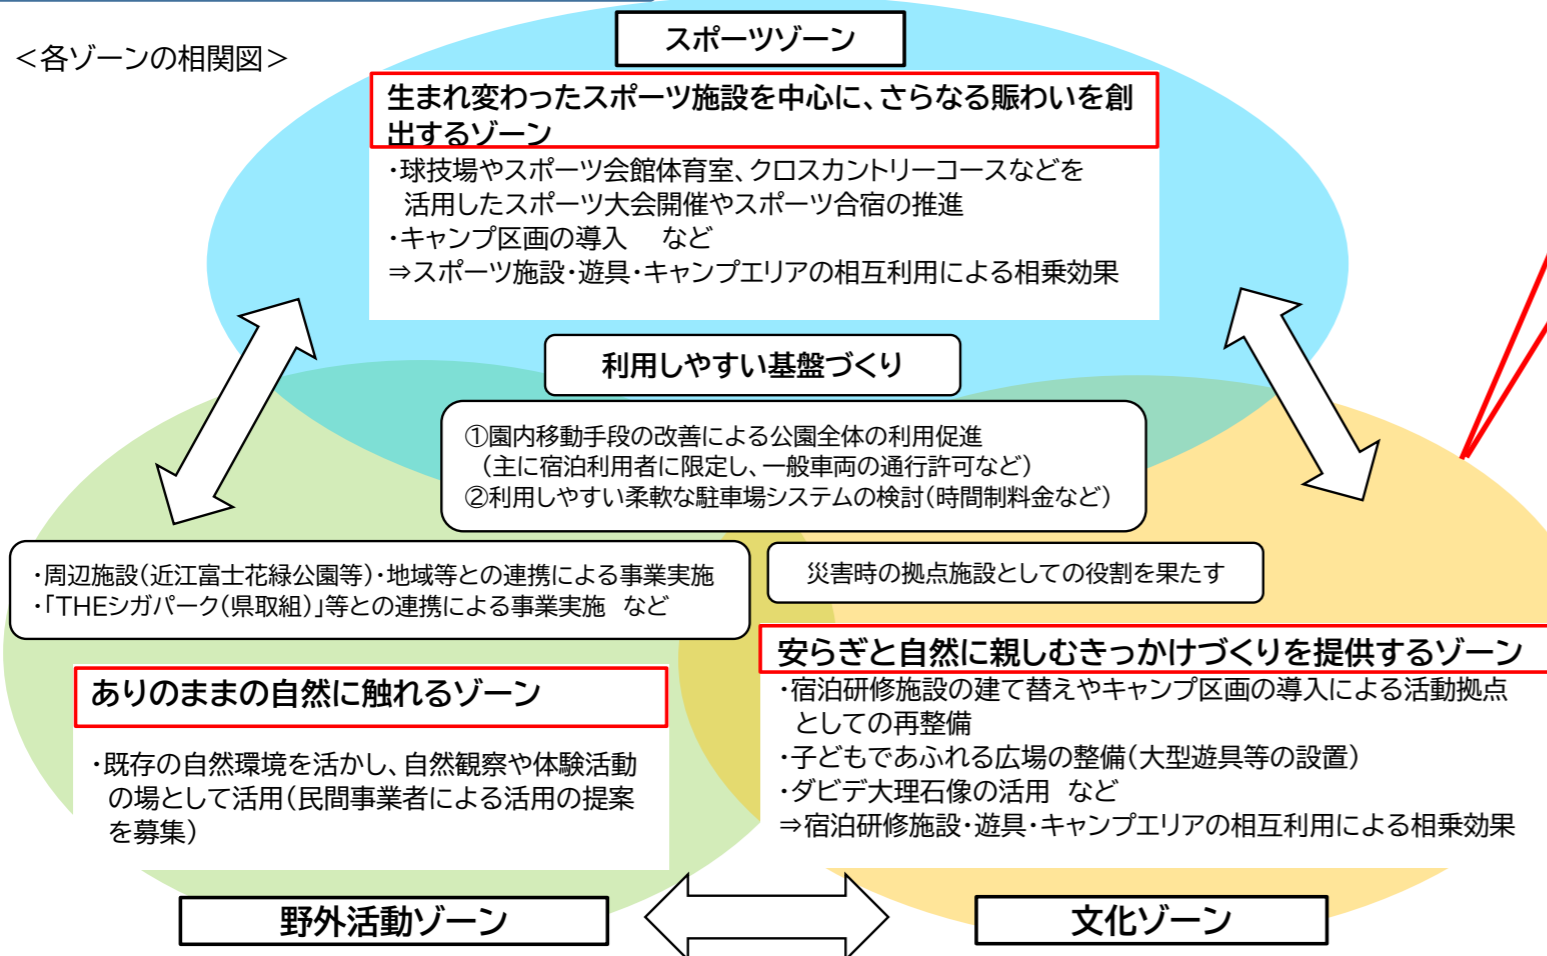 ＜各ゾーンの相関図＞
スポーツゾーン
生まれ変わったスポーツ施設を中心に、さらなる賑わいを創
出するゾーン
・球技場やスポーツ会館体育室、クロスカントリーコースなどを
活用したスポーツ大会開催やスポーツ合宿の推進
・キャンプ区画の導入　など
⇒スポーツ施設・遊具・キャンプエリアの相互利用による相乗効果
利用しやすい基盤づくり
①園内移動手段の改善による公園全体の利用促進
（主に宿泊利用者に限定し、一般車両の通行許可など）
②利用しやすい柔軟な駐車場システムの検討（時間制料金など）
・周辺施設（近江富士花緑公園等）・地域等との連携による事業実施
・「THEシガパーク（県取組）」等との連携による事業実施　など
災害時の拠点施設としての役割を果たす
ありのままの自然に触れるゾーン
・既存の自然環境を活かし、自然観察や体験活動
の場として活用（民間事業者による活用の提案
を募集）
野外活動ゾーン
安らぎと自然に親しむきっかけづくりを提供するゾーン
・宿泊研修施設の建て替えやキャンプ区画の導入による活動拠点
としての再整備
・子どもであふれる広場の整備（大型遊具等の設置）
・ダビデ大理石像の活用　など
⇒宿泊研修施設・遊具・キャンプエリアの相互利用による相乗効果
文化ゾーン